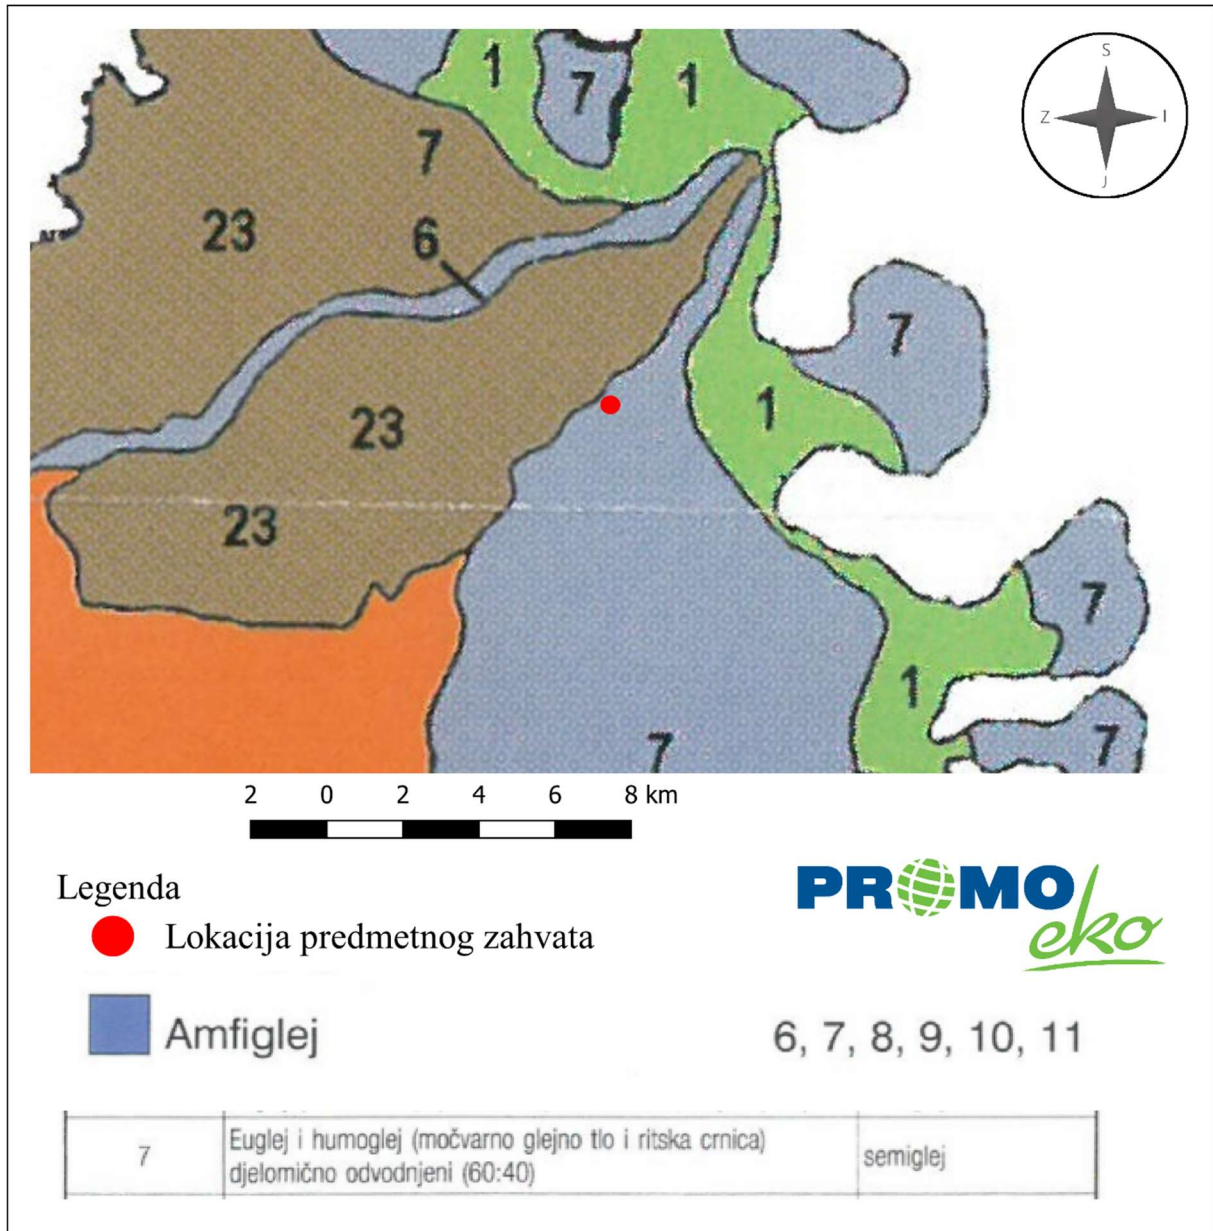 S
Z I
J
1
7
1
7
23
6
7
23
1
23
7
1
7
7
2 0 2 4 6 8 km
Legenda
Lokacija predmetnog zahvata
PROMO
eko
Amfiglej 6, 7, 8, 9, 10, 11
7 Euglej i humoglej (močvarno glejno tlo i ritska crnica) semiglej
djelomično odvodnjeni (60:40)